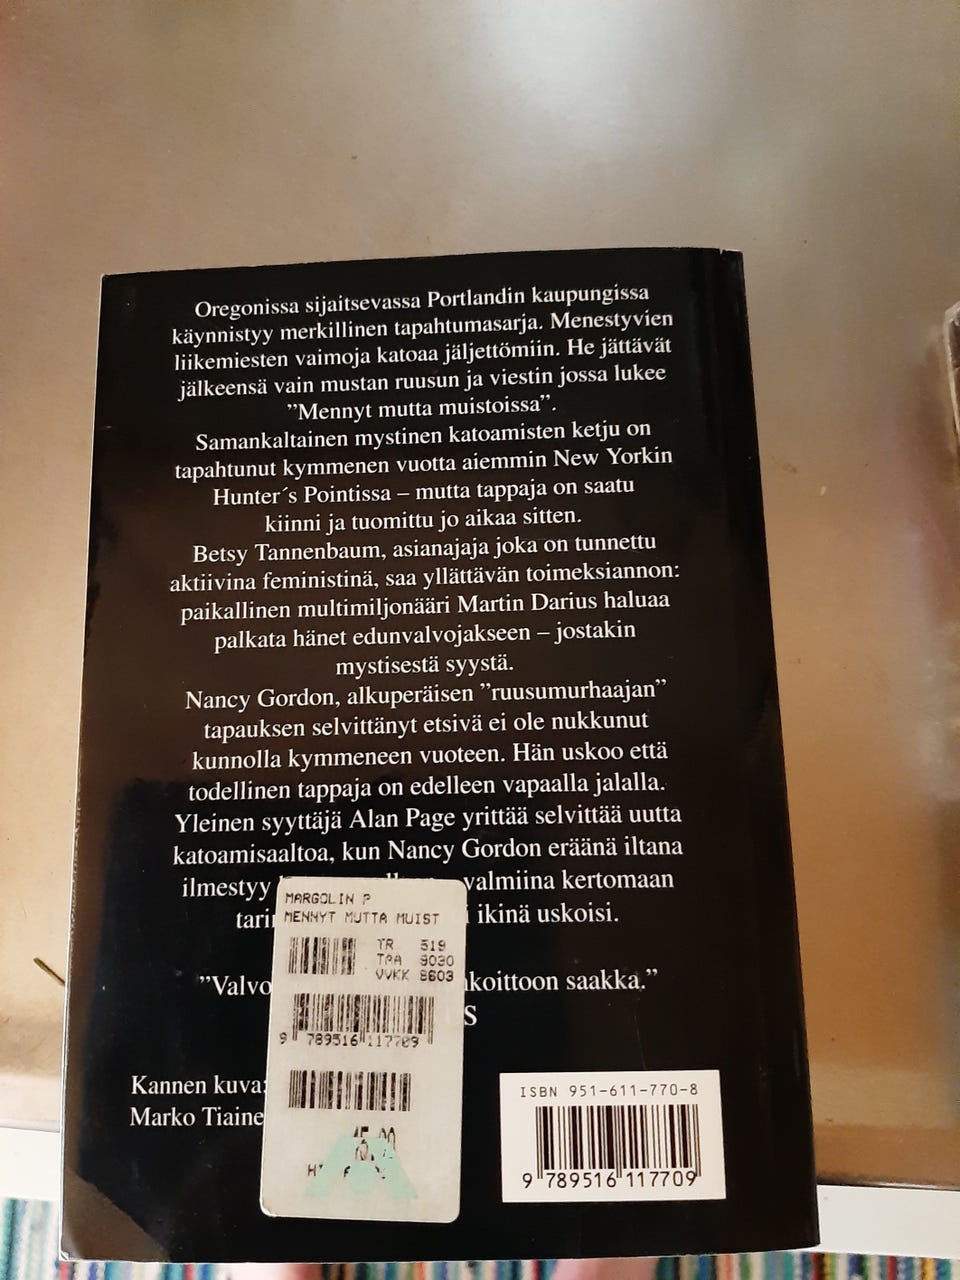 Oregonissa sijaitsevassa Portlandin kaupungissa
käynnistyy merkillinen tapahtumasarja. Menestyvien
liikemiesten vaimoja katoaa jäljettömiin. He jättävät
jälkeensä vain mustan ruusun ja viestin jossa lukee
”Mennyt mutta muistoissa”.
Samankaltainen mystinen katoamisten ketju on
tapahtunut kymmenen vuotta aiemmin New Yorkin
Hunter´s Pointissa – mutta tappaja on saatu
kiinni ja tuomittu jo aikaa sitten.
Betsy Tannenbaum, asianajaja joka on tunnettu
aktiivina feministinä, saa yllättävän toimeksiannon:
paikallinen multimiljonääri Martin Darius haluaa
palkata hänet edunvalvojakseen – jostakin
mystisestä syystä.
Nancy Gordon, alkuperäisen ”ruusumurhaajan”
tapauksen selvittänyt etsivä ei ole nukkunut
kunnolla kymmeneen vuoteen. Hän uskoo että
todellinen tappaja on edelleen vapaalla jalalla.
Yleinen syyttäjä Alan Page yrittää selvittää uutta
katoamisaaltoa, kun Nancy Gordon eräänä iltana
ilmestyy valmiina kertomaan
ikinä uskoisi.
saakka.”
Kannen kuva:
Marko
MARGOLIN P
MENNYT MUTTA MUIST
TR 519
TPA 9030
VVKK 8603
9 789516 117709
ISBN 951-611-770-8
9 789516 117709